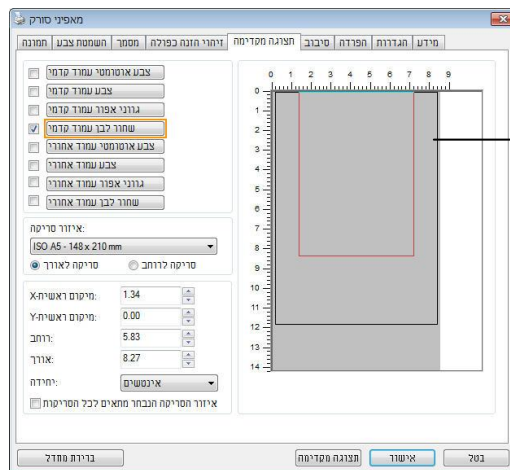 מאפיני סורק
תמונה
השמטת צבע
מסמך
זיהוי הזנה כפולה
תצוגה מקדימה
סיבוב
הפרדה
הגדרות
מידע
צבע אוטומטי עמוד קדמי
צבע עמוד קדמי
גווני אפור עמוד קדמי
שחור לבן עמוד קדמי
צבע אוטומטי עמוד אחורי
צבע עמוד אחורי
גווני אפור עמוד אחורי
שחור לבן עמוד אחורי
איזור סריקה:
ISO A5 - 148 x 210 mm
סריקה לאורך
סריקה לרוחב
מיקום ראשית-X:
1.34
מיקום ראשית-Y:
0.00
רוחב:
5.83
אורך:
8.27
יחידה:
אינטשים
איזור הסריקה הנבחר מתאים לכל הסריקות
0 1 2 3 4 5 6 7 8 9
0
1
2
3
4
5
6
7
8
9
10
11
12
13
14
ברירת מחדל
תצוגה מקדימה
אישור
בטל